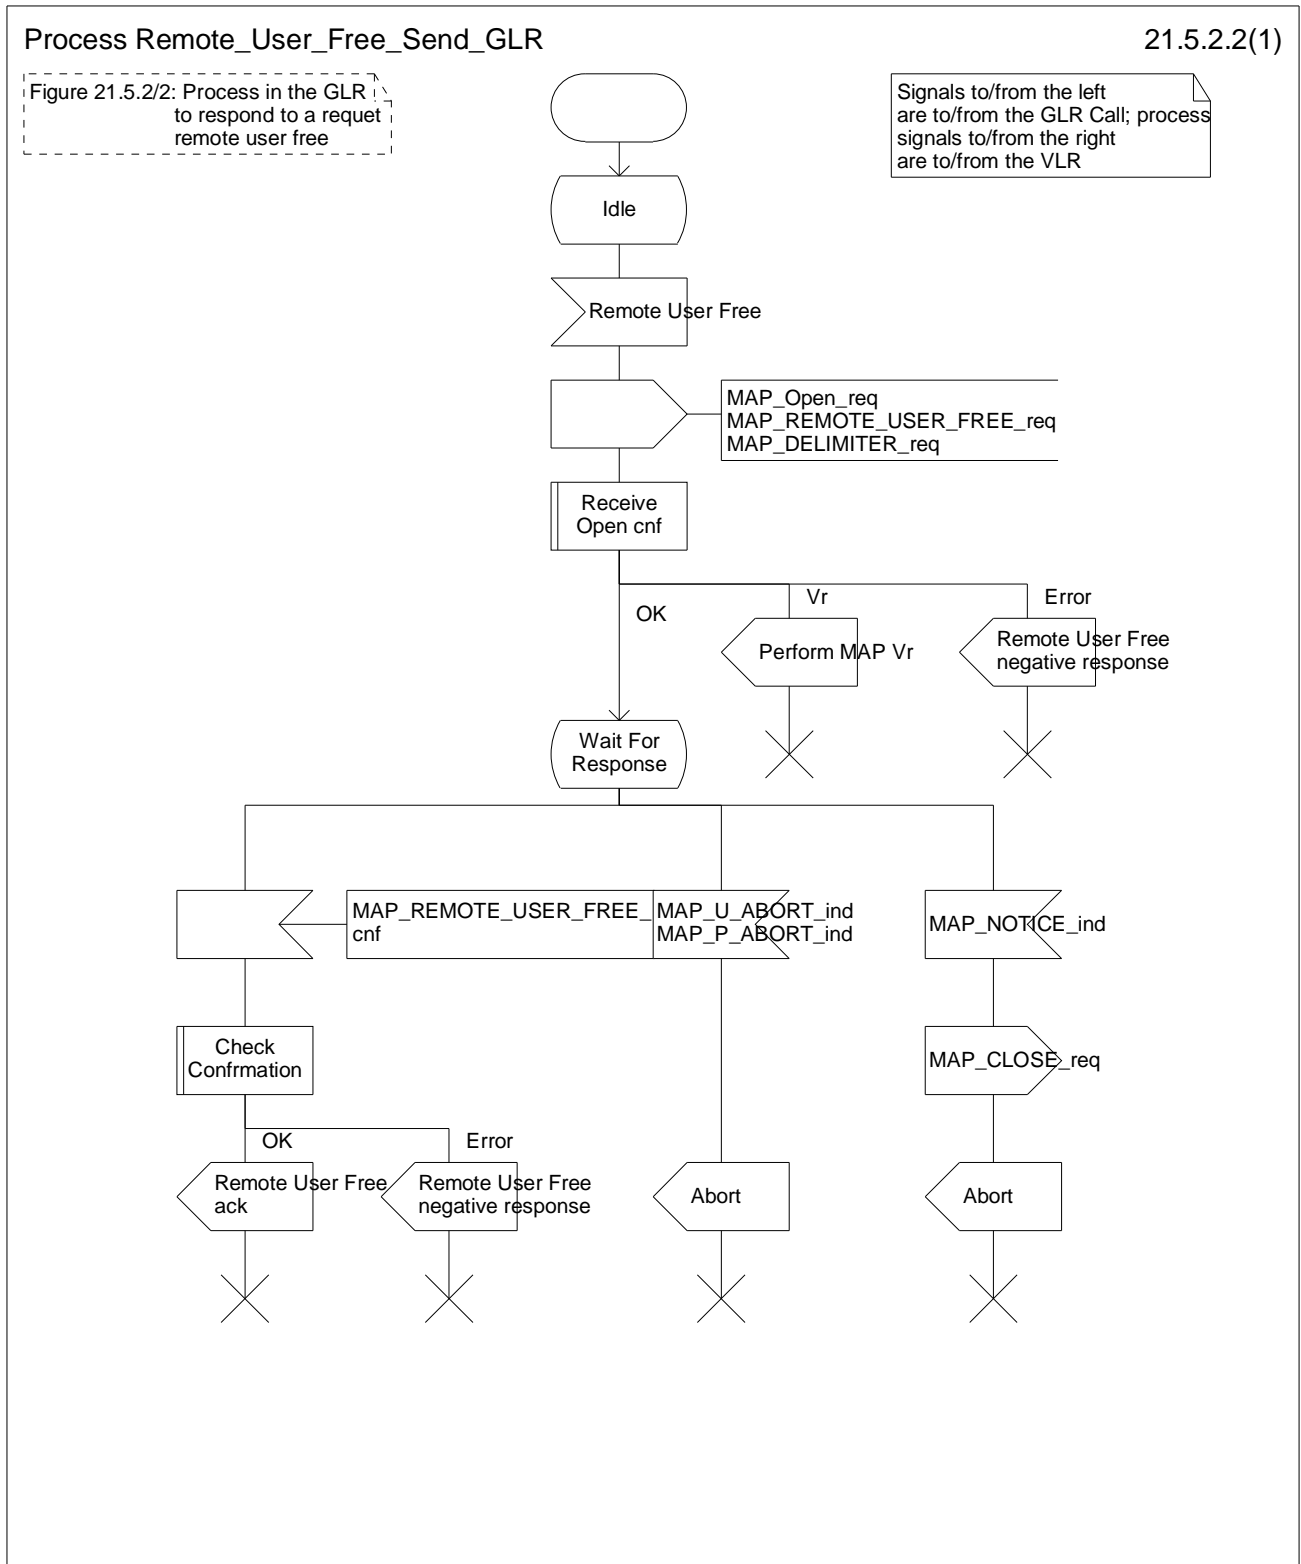 Process Remote_User_Free_Send_GLR
21.5.2.2(1)
Figure 21.5.2/2: Process in the GLR
to respond to a requet
remote user free
Signals to/from the left
are to/from the GLR Call; process
signals to/from the right
are to/from the VLR
Idle
Remote User Free
MAP_Open_req
MAP_REMOTE_USER_FREE_req
MAP_DELIMITER_req
Receive
Open cnf
OK
Vr
Error
Perform MAP Vr
Remote User Free
negative response
Wait For
Response
MAP_REMOTE_USER_FREE_
cnf
MAP_U_ABORT_ind
MAP_P_ABORT_ind
MAP_NOTICE_ind
Check
Confrmation
MAP_CLOSE_req
OK
Error
Remote User Free
ack
Remote User Free
negative response
Abort
Abort